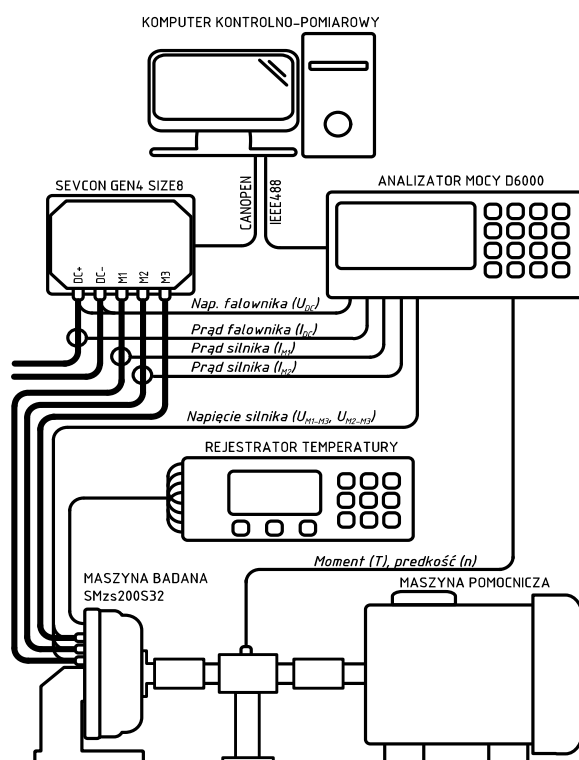 KOMPUTER KONTROLNO-POMIAROWY
SEVCON GEN4 SIZE8
CANOPEN
IEEE488
ANALIZATOR MOCY D6000
DC+
DC-
M1
M2
M3
Nap. falownika (U_DC)
Prąd falownika (I_DC)
Prąd silnika (I_M1)
Prąd silnika (I_M2)
Napięcie silnika (U_M1-M3, U_M2-M3)
REJESTRATOR TEMPERATURY
Moment (T), predkość (n)
MASZYNA BADANA
SMzs200S32
MASZYNA POMOCNICZA